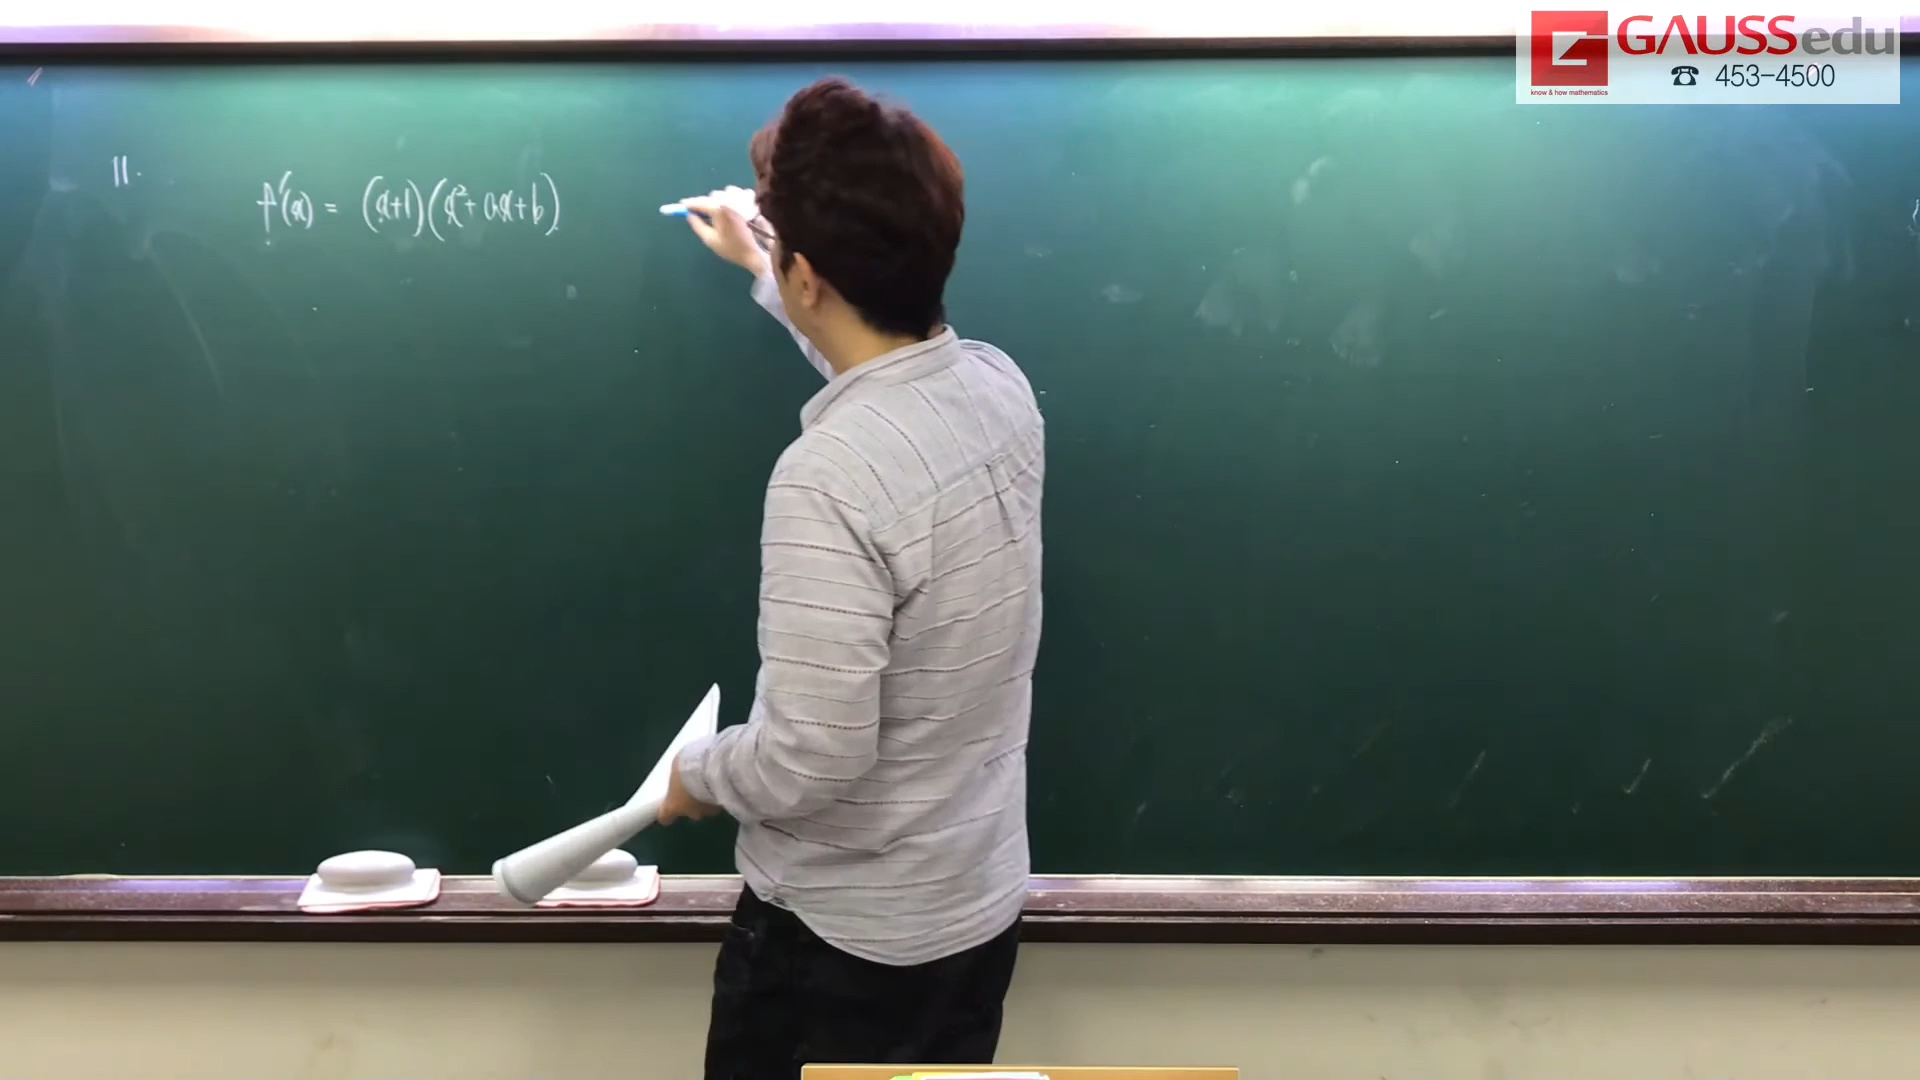 GAUSSedu
know & how mathematics
☎ 453-4500
11.
f'(x) = (x+1)(x²+ax+b)